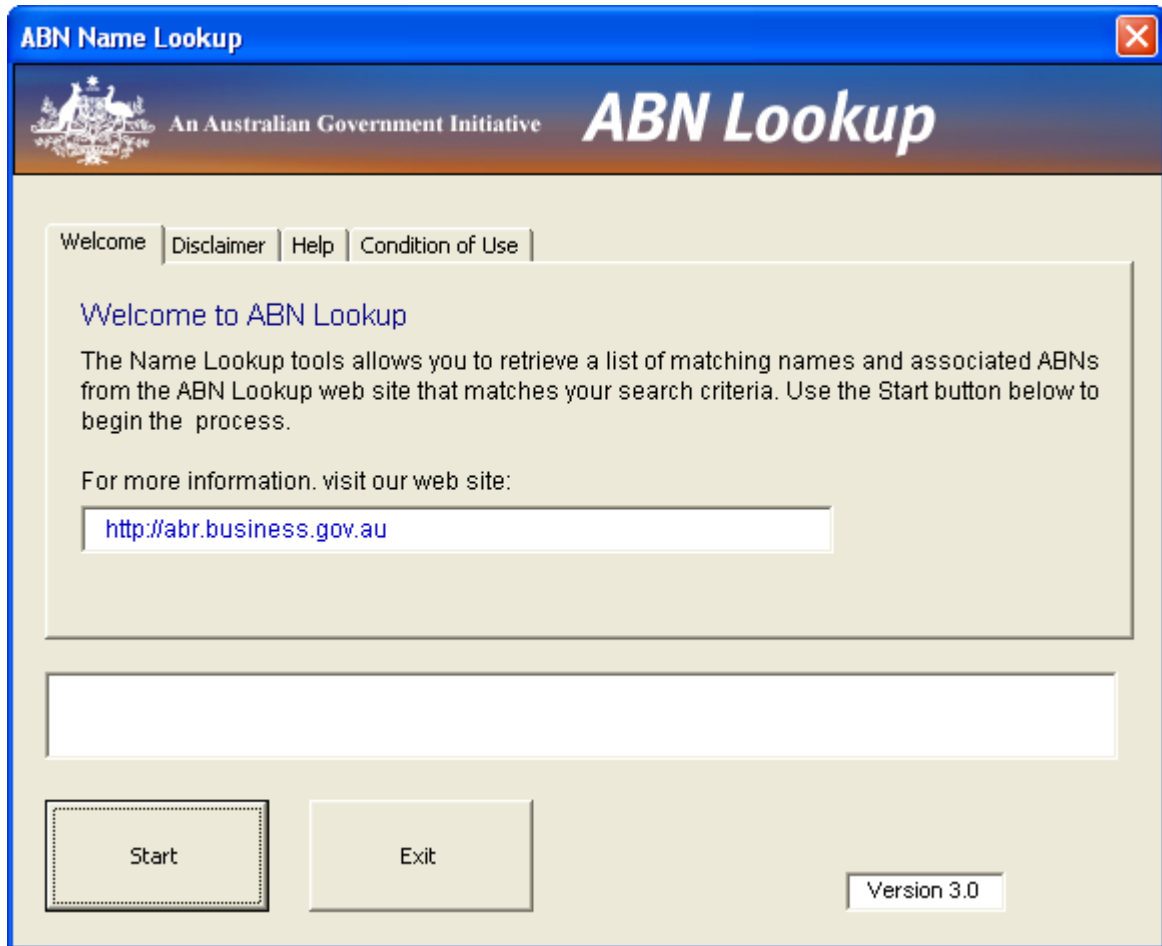 ABN Name Lookup
An Australian Government Initiative
ABN Lookup
Welcome
Disclaimer
Help
Condition of Use
Welcome to ABN Lookup
The Name Lookup tools allows you to retrieve a list of matching names and associated ABNs
from the ABN Lookup web site that matches your search criteria. Use the Start button below to
begin the  process.
For more information. visit our web site:
http://abr.business.gov.au
Start
Exit
Version 3.0